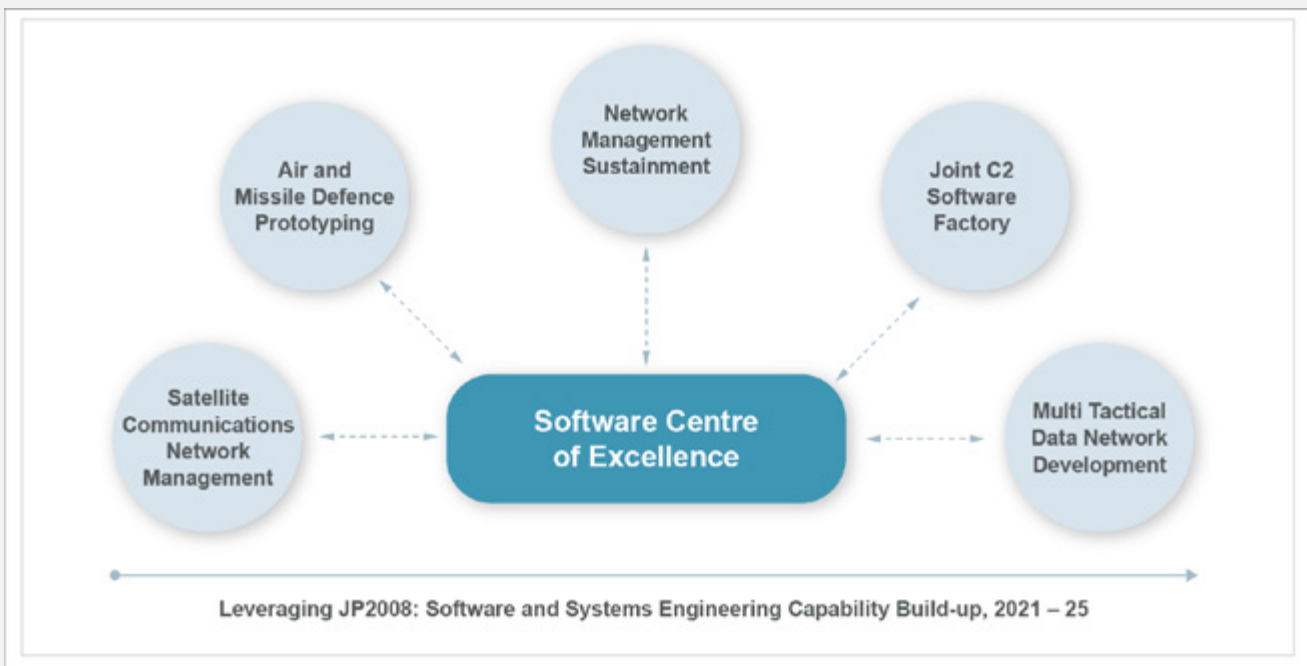 Network
Management
Sustainment
Air and
Missile Defence
Prototyping
Joint C2
Software
Factory
Satellite
Communications
Network
Management
Software Centre
of Excellence
Multi Tactical
Data Network
Development
Leveraging JP2008: Software and Systems Engineering Capability Build-up, 2021 – 25